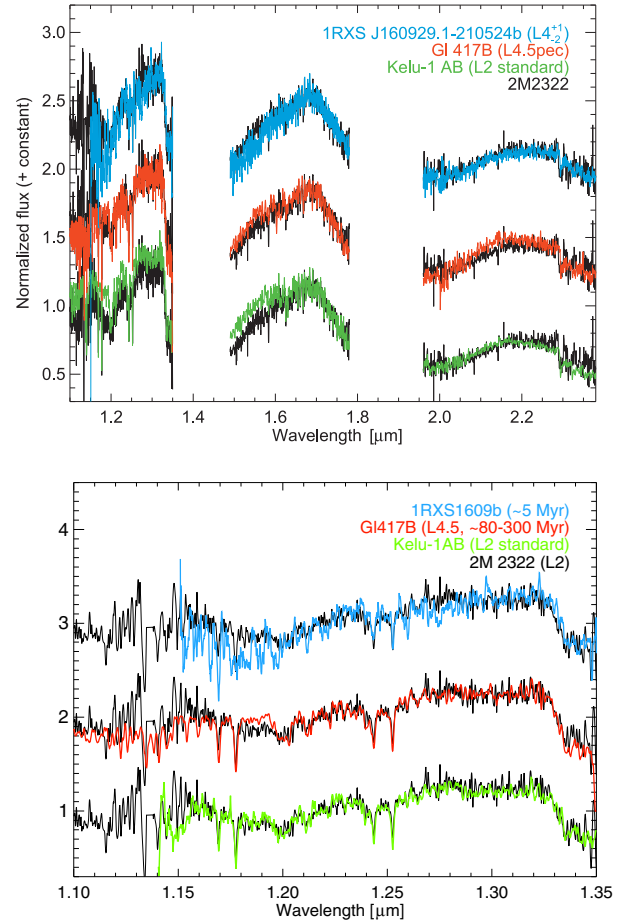 1RXS J160929.1-210524b (L4+1-2)
Gl 417B (L4.5pec)
Kelu-1 AB (L2 standard)
2M2322
Normalized flux (+ constant)
2.5
2.0
1.5
1.0
0.5
1.2 1.4 1.6 1.8 2.0 2.2
Wavelength [μm]
1RXS1609b (~5 Myr)
Gl417B (L4.5, ~80-300 Myr)
Kelu-1AB (L2 standard)
2M 2322 (L2)
4
3
2
1
1.10 1.15 1.20 1.25 1.30 1.35
Wavelength [μm]